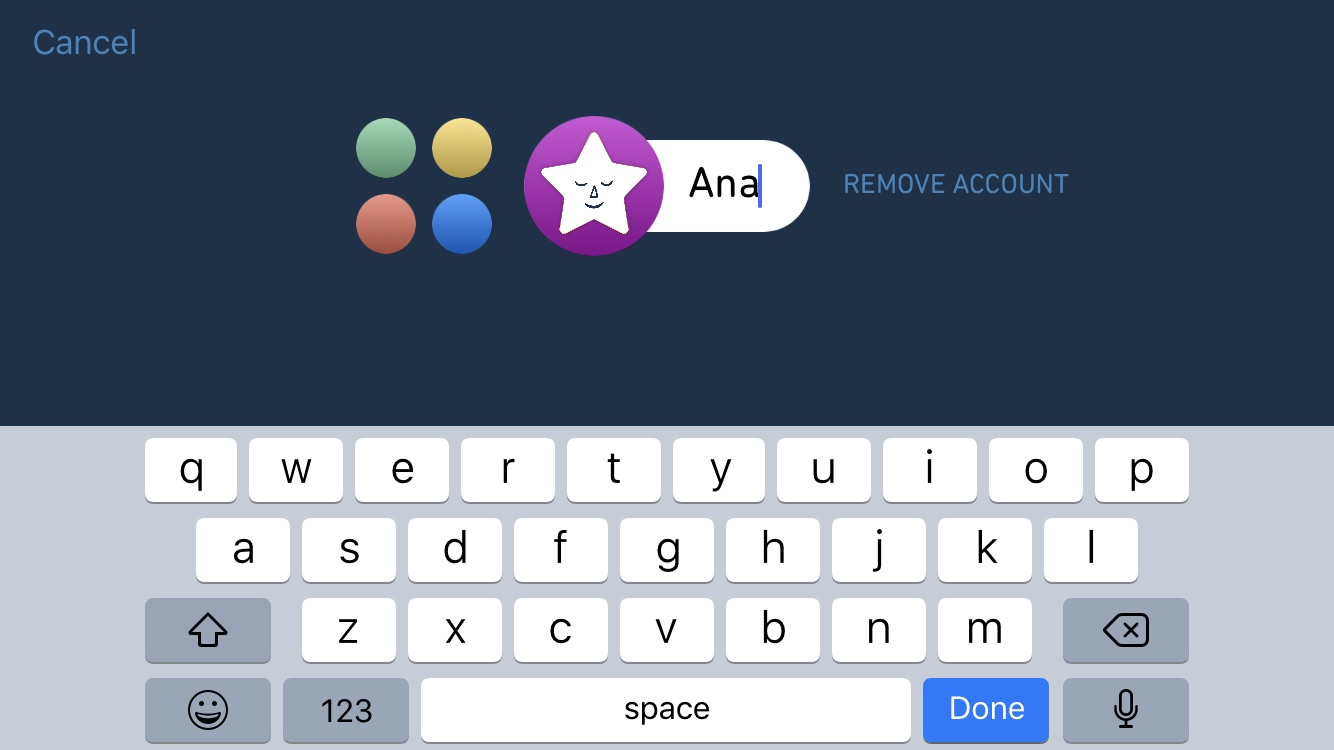 Cancel
Ana
REMOVE ACCOUNT
q w e r t y u i o p
a s d f g h j k l
z x c v b n m
123 space Done